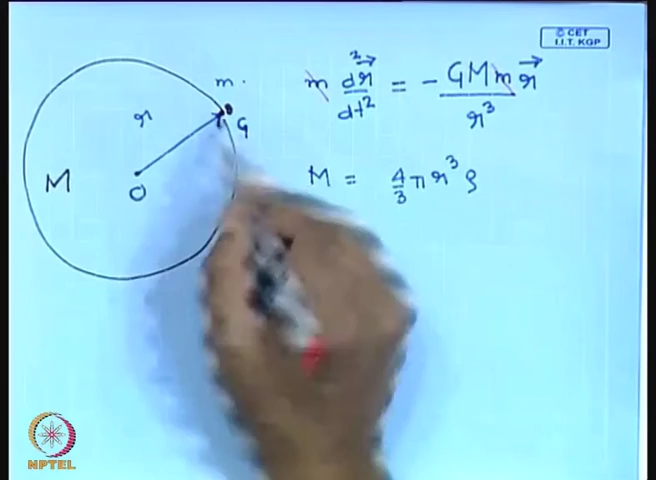 © CET
I.I.T. KGP
m
r
G
M
O
m d²r⃗/dt² = - GMm r⃗/r³
M = 4/3 π r³ ρ
NPTEL